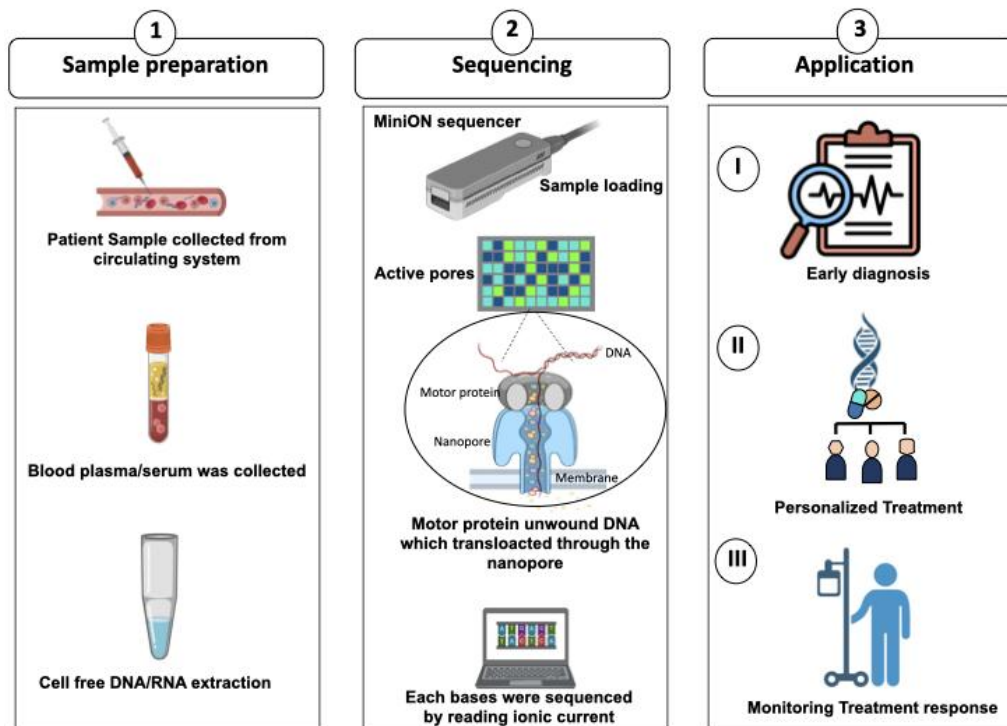 1
Sample preparation
Patient Sample collected from
circulating system
Blood plasma/serum was collected
Cell free DNA/RNA extraction
2
Sequencing
MiniON sequencer
Sample loading
Active pores
DNA
Motor protein
Nanopore
Membrane
Motor protein unwound DNA
which transloacted through the
nanopore
Each bases were sequenced
by reading ionic current
3
Application
I
Early diagnosis
II
Personalized Treatment
III
Monitoring Treatment response